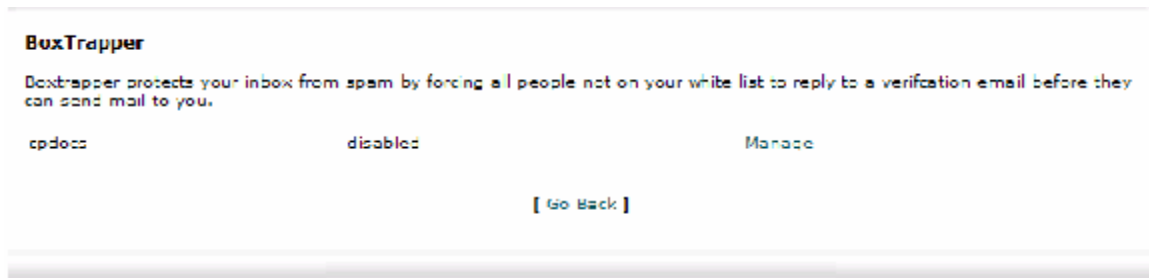 BoxTrapper
Boxtrapper protects your inbox from spam by forcing all people not on your white list to reply to a verifcation email before they
can send mail to you.
cpdocs disabled Manage
[ Go Back ]